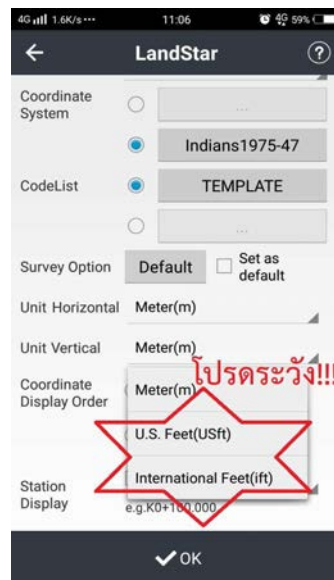 4G 1.6K/s ••• 11:06 4G 59%
LandStar ?
Coordinate
System
...
Indians1975-47
CodeList
TEMPLATE
...
Survey Option Default Set as
default
Unit Horizontal Meter(m)
Unit Vertical Meter(m)
โปรดระวัง!!!
Coordinate
Display Order
Meter(m)
U.S. Feet(USft)
International Feet(ift)
Station
Display
e.g.K0+100.000
OK